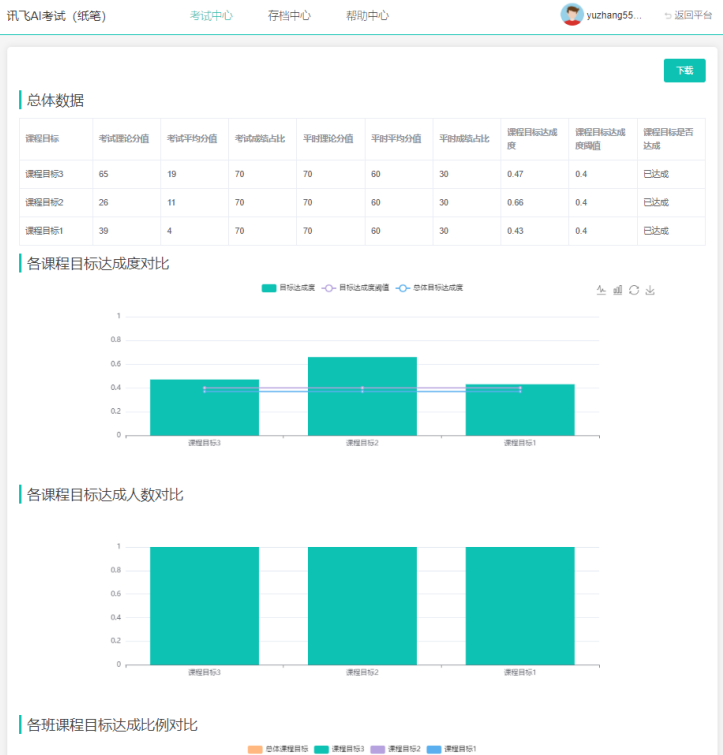 讯飞AI考试（纸笔） 考试中心 存档中心 帮助中心 yuzhang55... 返回平台
下载
总体数据
课程目标 考试理论分值 考试平均分值 考试成绩占比 平时理论分值 平时平均分值 平时成绩占比 课程目标达成度 课程目标达成度阈值 课程目标是否达成
课程目标3 65 19 70 70 60 30 0.47 0.4 已达成
课程目标2 26 11 70 70 60 30 0.66 0.4 已达成
课程目标1 39 4 70 70 60 30 0.43 0.4 已达成
各课程目标达成度对比
目标达成度 目标达成度阈值 总体目标达成度
1
0.8
0.6
0.4
0.2
0
课程目标3 课程目标2 课程目标1
各课程目标达成人数对比
1
0.8
0.6
0.4
0.2
0
课程目标3 课程目标2 课程目标1
各班课程目标达成比例对比
总体课程目标 课程目标3 课程目标2 课程目标1